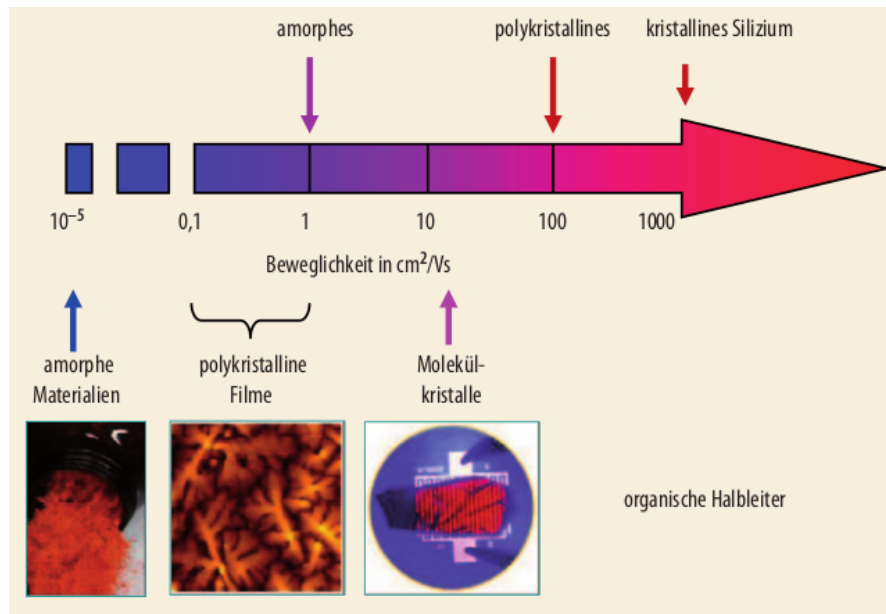 amorphes polykristallines kristallines Silizium
10⁻⁵ 0,1 1 10 100 1000
Beweglichkeit in cm²/Vs
amorphe
Materialien
polykristalline
Filme
Molekül-
kristalle
organische Halbleiter